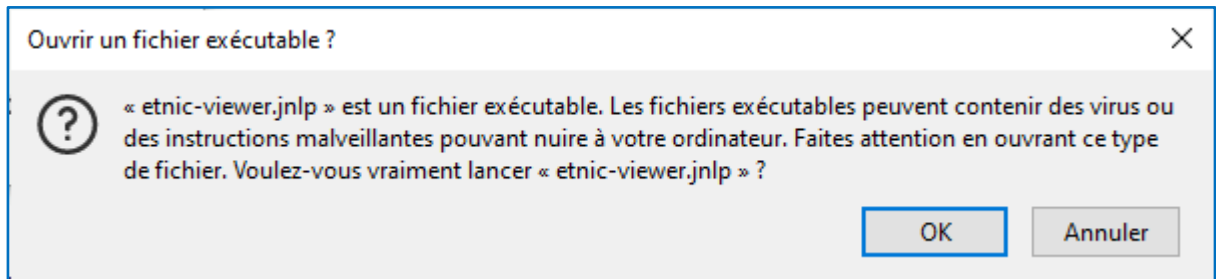 Ouvrir un fichier exécutable ?
« etnic-viewer.jnlp » est un fichier exécutable. Les fichiers exécutables peuvent contenir des virus ou
des instructions malveillantes pouvant nuire à votre ordinateur. Faites attention en ouvrant ce type
de fichier. Voulez-vous vraiment lancer « etnic-viewer.jnlp » ?
OK
Annuler